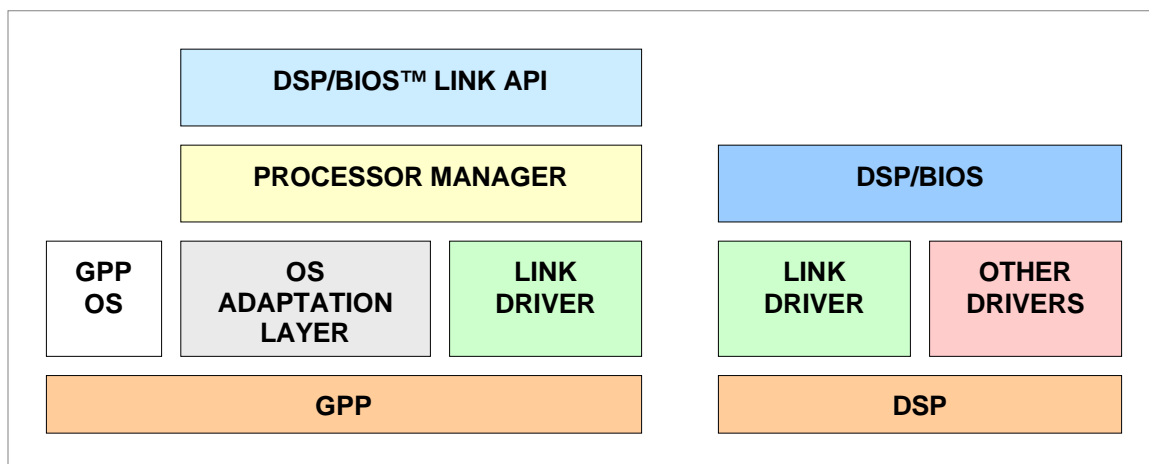 DSP/BIOS™ LINK API
PROCESSOR MANAGER
DSP/BIOS
GPP
OS
OS
ADAPTATION
LAYER
LINK
DRIVER
LINK
DRIVER
OTHER
DRIVERS
GPP
DSP